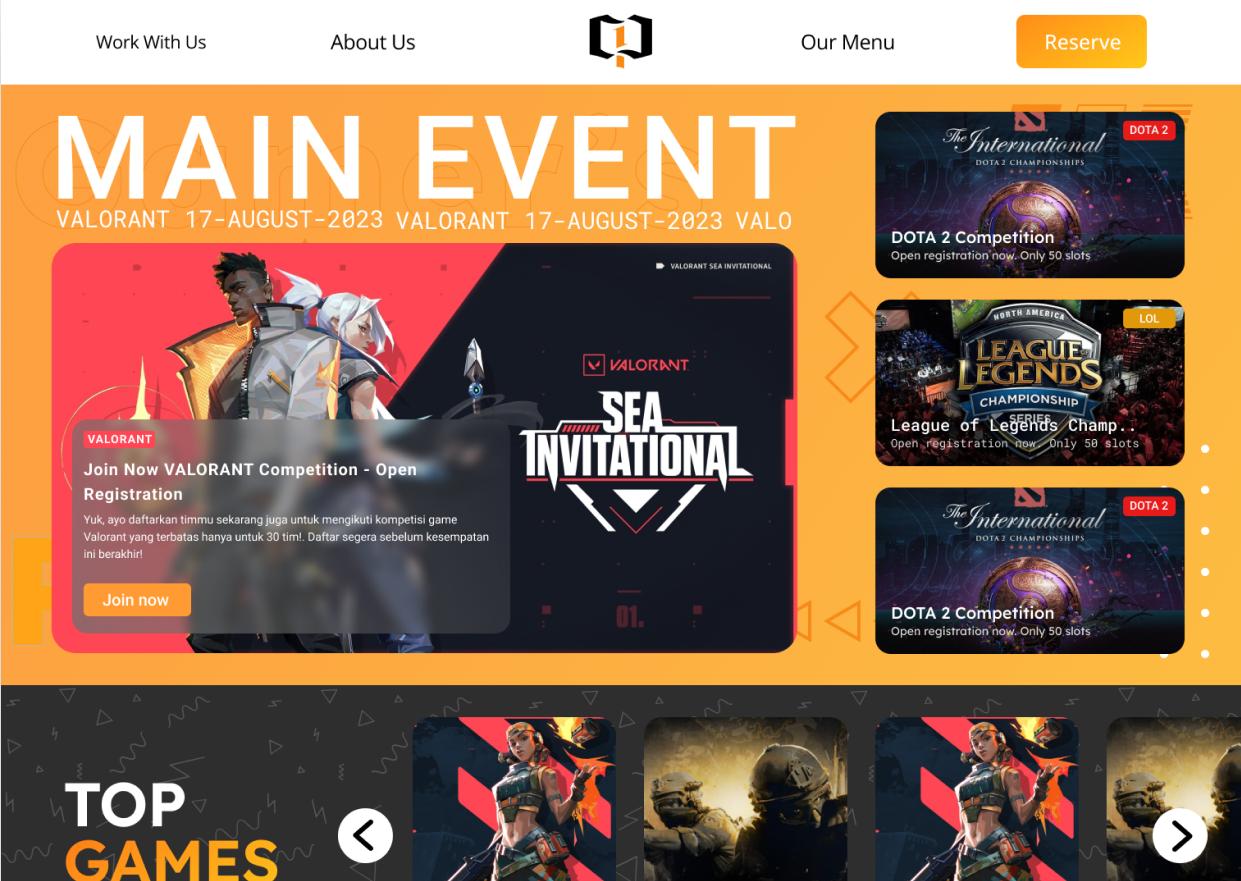 Work With Us
About Us
Our Menu
Reserve
MAIN EVENT
VALORANT 17-AUGUST-2023 VALORANT 17-AUGUST-2023 VALO
VALORANT SEA INVITATIONAL
VALORANT
SEA
INVITATIONAL
01.
VALORANT
Join Now VALORANT Competition - Open
Registration
Yuk, ayo daftarkan timmu sekarang juga untuk mengikuti kompetisi game
Valorant yang terbatas hanya untuk 30 tim!. Daftar segera sebelum kesempatan
ini berakhir!
Join now
DOTA 2
The International
DOTA 2 CHAMPIONSHIPS
DOTA 2 Competition
Open registration now. Only 50 slots
LOL
NORTH AMERICA
LEAGUE of
LEGENDS
CHAMPIONSHIP
SERIES
League of Legends Champ..
Open registration now. Only 50 slots
DOTA 2
The International
DOTA 2 CHAMPIONSHIPS
DOTA 2 Competition
Open registration now. Only 50 slots
TOP
GAMES